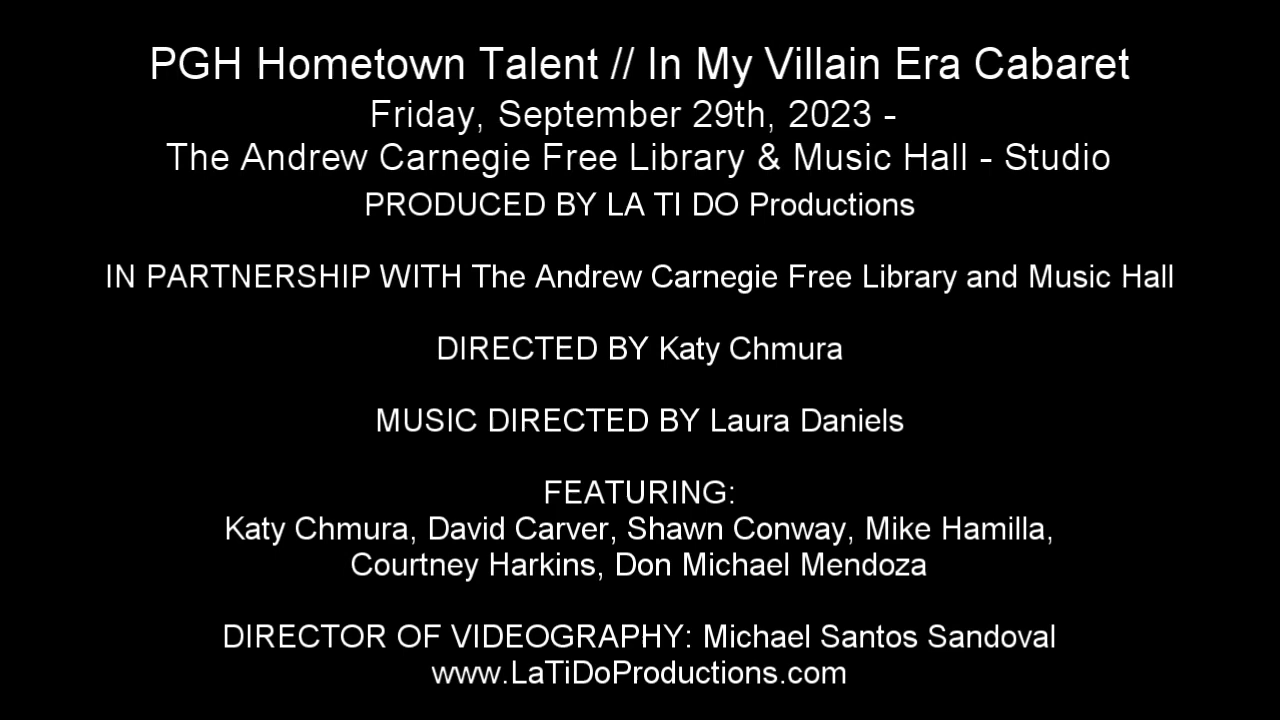 PGH Hometown Talent // In My Villain Era Cabaret
Friday, September 29th, 2023 -
The Andrew Carnegie Free Library & Music Hall - Studio
PRODUCED BY LA TI DO Productions
IN PARTNERSHIP WITH The Andrew Carnegie Free Library and Music Hall
DIRECTED BY Katy Chmura
MUSIC DIRECTED BY Laura Daniels
FEATURING:
Katy Chmura, David Carver, Shawn Conway, Mike Hamilla,
Courtney Harkins, Don Michael Mendoza
DIRECTOR OF VIDEOGRAPHY: Michael Santos Sandoval
www.LaTiDoProductions.com